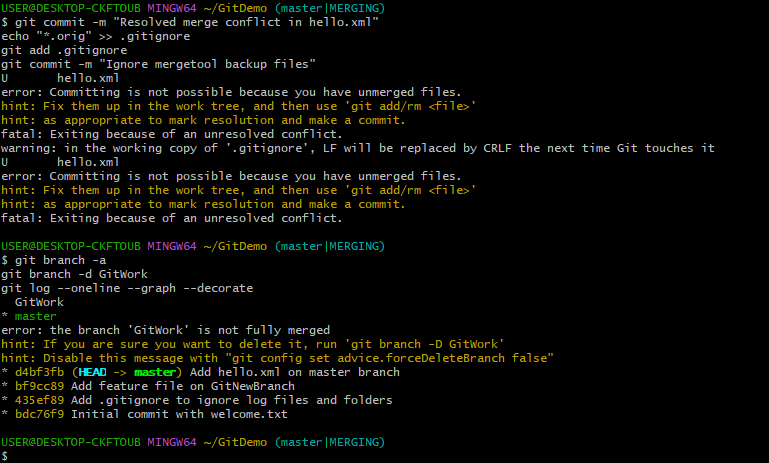 USER@DESKTOP-CKFTOUB MINGW64 ~/GitDemo (master|MERGING)
$ git commit -m "Resolved merge conflict in hello.xml"
echo "*.orig" >> .gitignore
git add .gitignore
git commit -m "Ignore mergetool backup files"
U       hello.xml
error: Committing is not possible because you have unmerged files.
hint: Fix them up in the work tree, and then use 'git add/rm <file>'
hint: as appropriate to mark resolution and make a commit.
fatal: Exiting because of an unresolved conflict.
warning: in the working copy of '.gitignore', LF will be replaced by CRLF the next time Git touches it
U       hello.xml
error: Committing is not possible because you have unmerged files.
hint: Fix them up in the work tree, and then use 'git add/rm <file>'
hint: as appropriate to mark resolution and make a commit.
fatal: Exiting because of an unresolved conflict.
USER@DESKTOP-CKFTOUB MINGW64 ~/GitDemo (master|MERGING)
$ git branch -a
git branch -d GitWork
git log --oneline --graph --decorate
  GitWork
* master
error: the branch 'GitWork' is not fully merged
hint: If you are sure you want to delete it, run 'git branch -D GitWork'
hint: Disable this message with "git config set advice.forceDeleteBranch false"
* d4bf3fb (HEAD -> master) Add hello.xml on master branch
* bf9cc89 Add feature file on GitNewBranch
* 435ef89 Add .gitignore to ignore log files and folders
* bdc76f9 Initial commit with welcome.txt
USER@DESKTOP-CKFTOUB MINGW64 ~/GitDemo (master|MERGING)
$